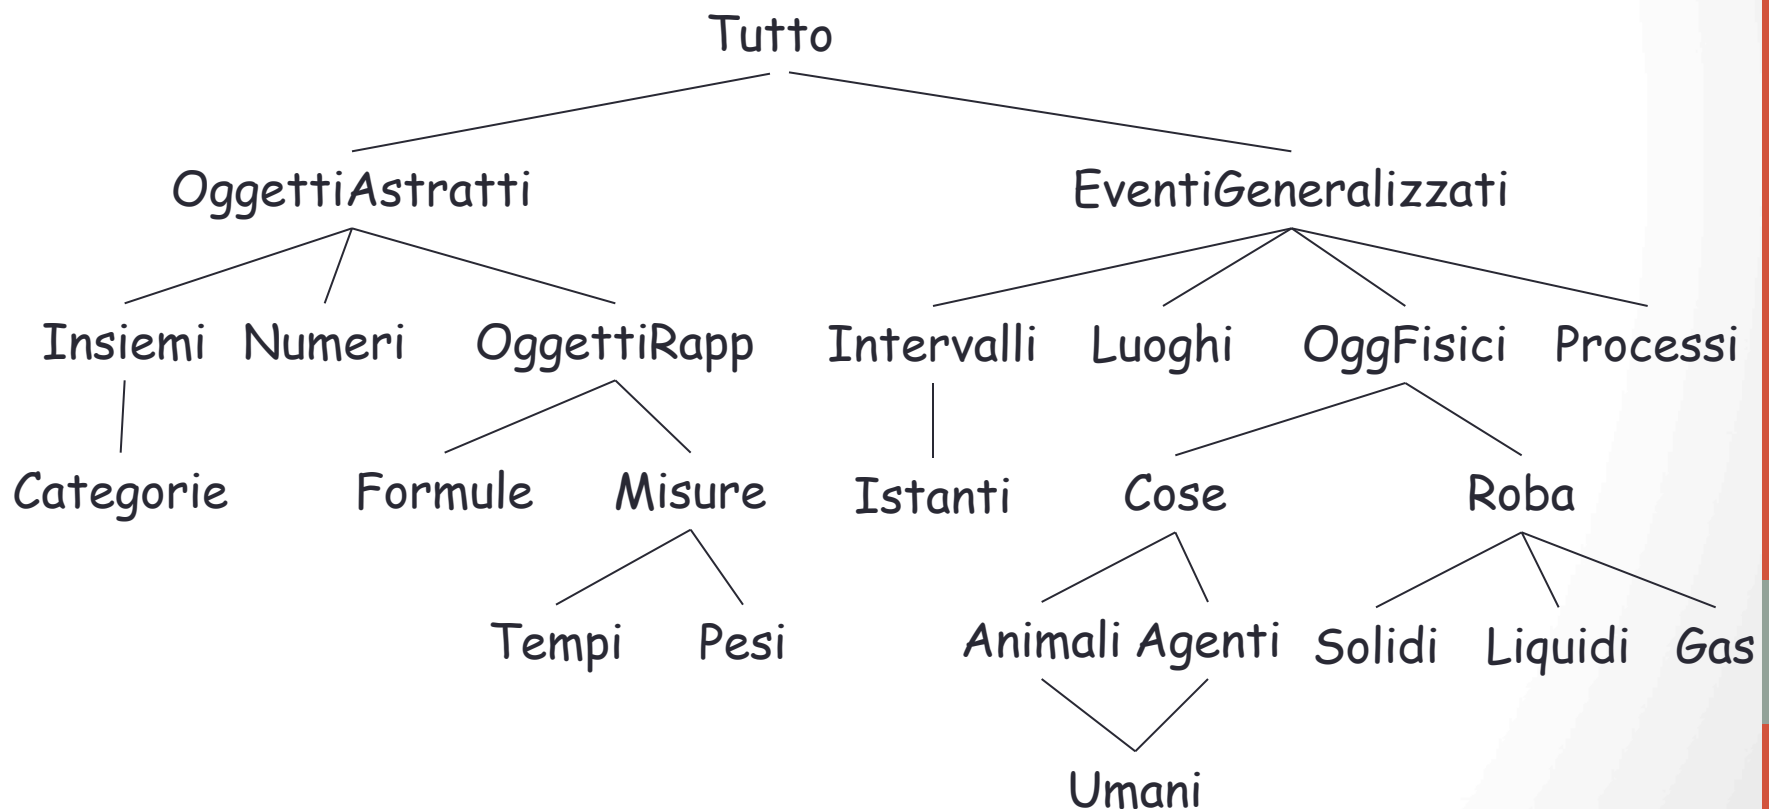 Tutto
OggettiAstratti EventiGeneralizzati
Insiemi Numeri OggettiRapp Intervalli Luoghi OggFisici Processi
Categorie Formule Misure Istanti Cose Roba
Tempi Pesi Animali Agenti Solidi Liquidi Gas
Umani